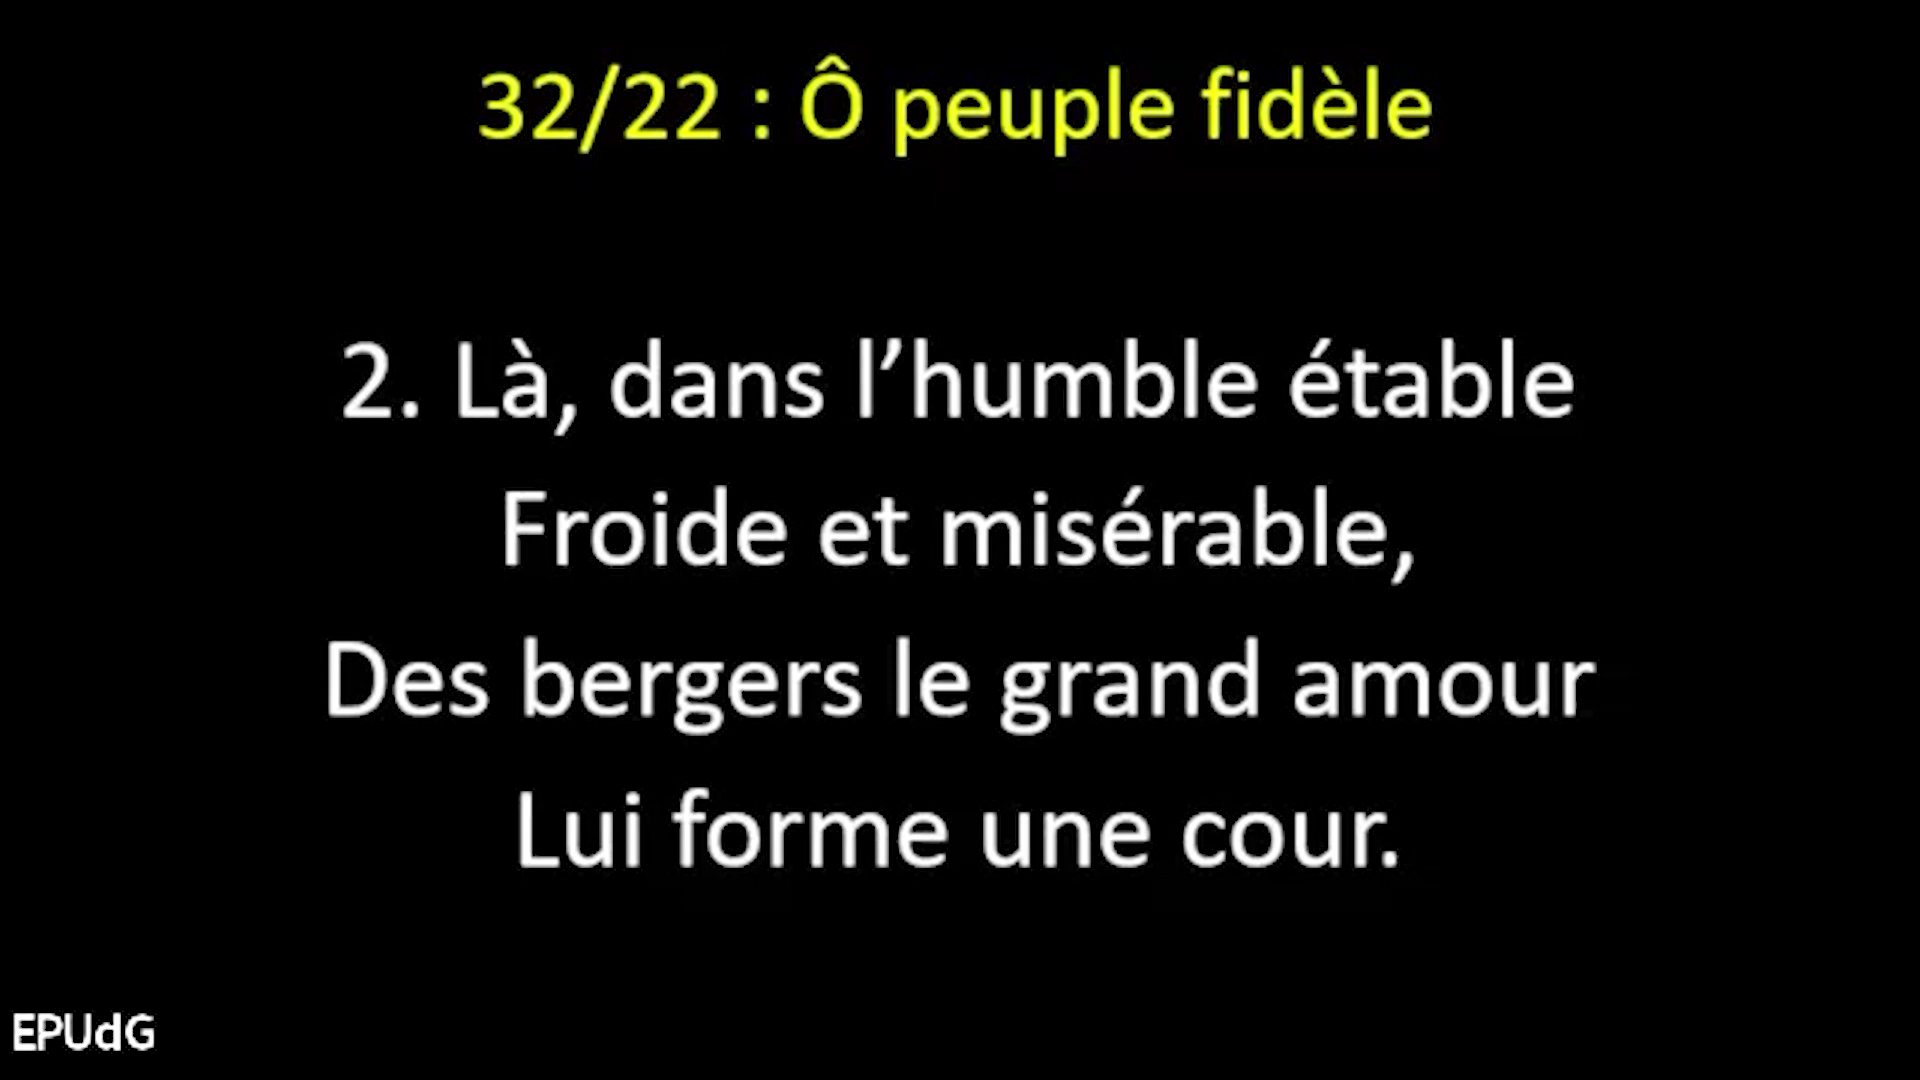 32/22 : Ô peuple fidèle
2. Là, dans l’humble étable
Froide et misérable,
Des bergers le grand amour
Lui forme une cour.
EPUdG